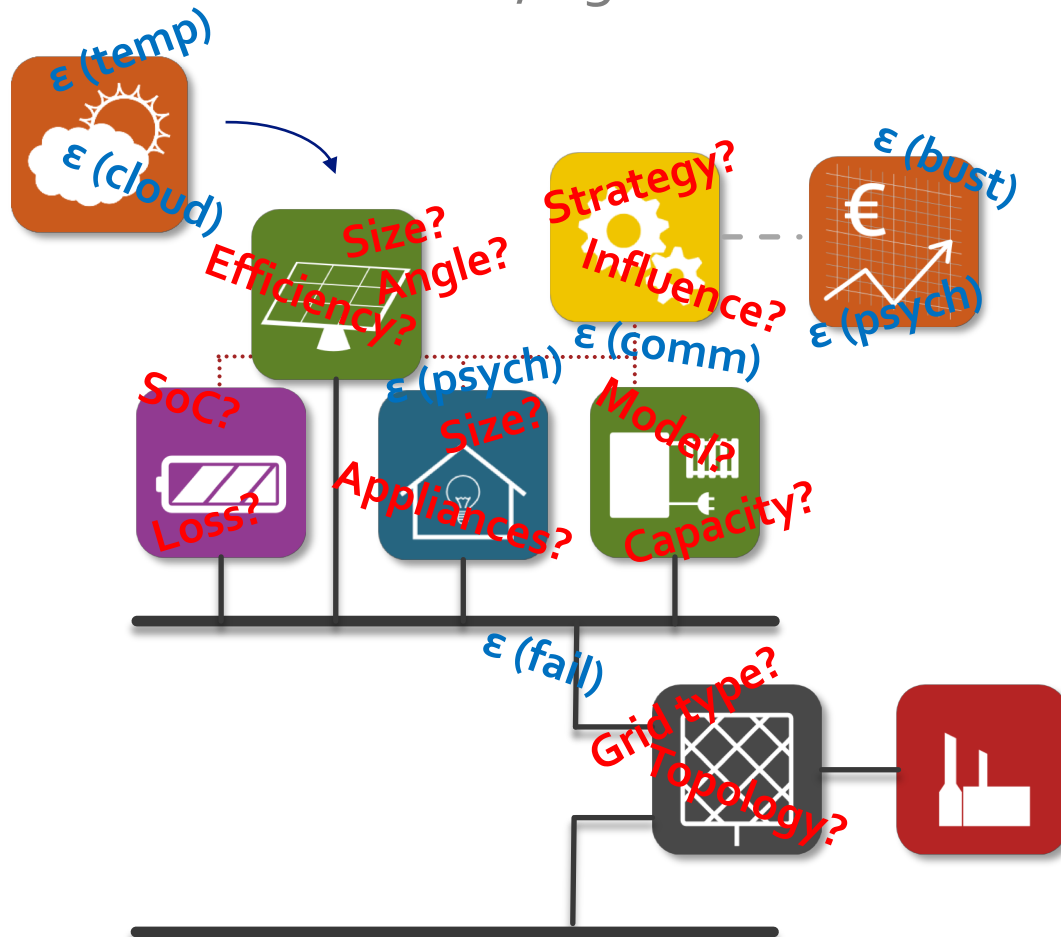 ε (temp)
ε (cloud)
Size?
Angle?
Efficiency?
Strategy?
Influence?
€
ε (bust)
ε (psych)
ε (comm)
SoC?
Loss?
ε (psych)
Size?
Appliances?
Model?
Capacity?
ε (fail)
Grid type?
Topology?